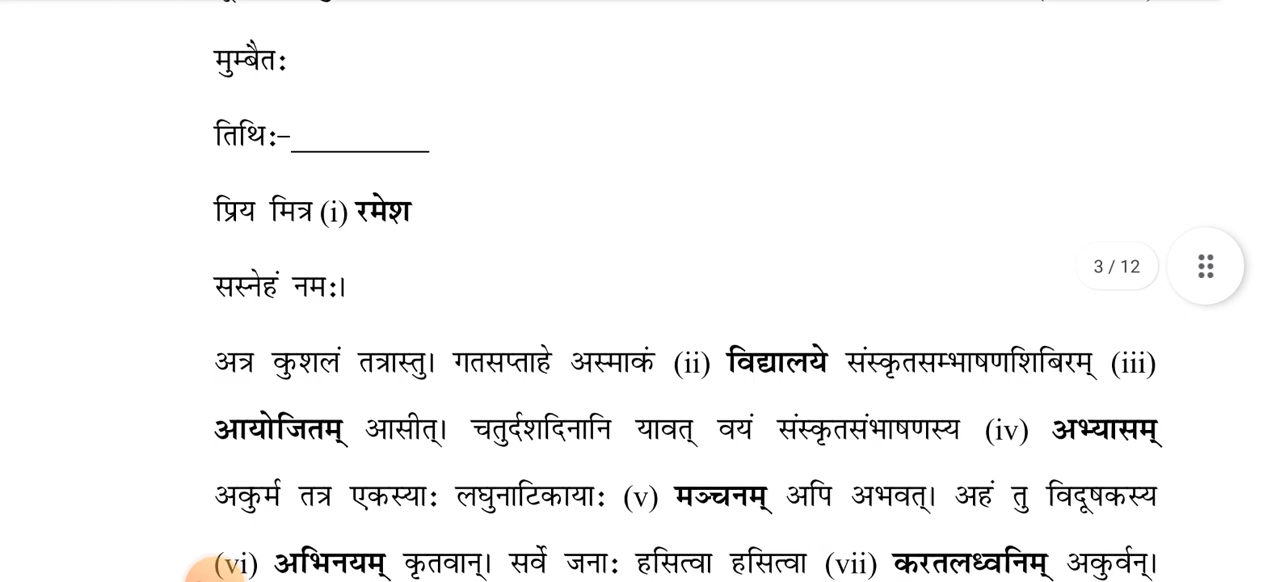 मुम्बैत:
तिथि:–__________
प्रिय मित्र (i) रमेश
सस्नेहं नम:।
3 / 12
अत्र कुशलं तत्रास्तु। गतसप्ताहे अस्माकं (ii) विद्यालये संस्कृतसम्भाषणशिबिरम् (iii)
आयोजितम् आसीत्। चतुर्दशदिनानि यावत् वयं संस्कृतसंभाषणस्य (iv) अभ्यासम्
अकुर्म तत्र एकस्या: लघुनाटिकाया: (v) मञ्चनम् अपि अभवत्। अहं तु विदूषकस्य
(vi) अभिनयम् कृतवान्। सर्वे जना: हसित्वा हसित्वा (vii) करतलध्वनिम् अकुर्वन्।